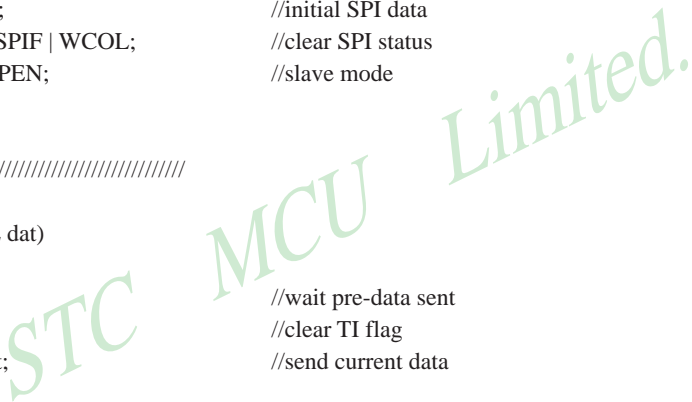 ; //initial SPI data
SPIF | WCOL; //clear SPI status
PEN; //slave mode
////////////////////////////
dat)
//wait pre-data sent
//clear TI flag
; //send current data
STC MCU Limited.